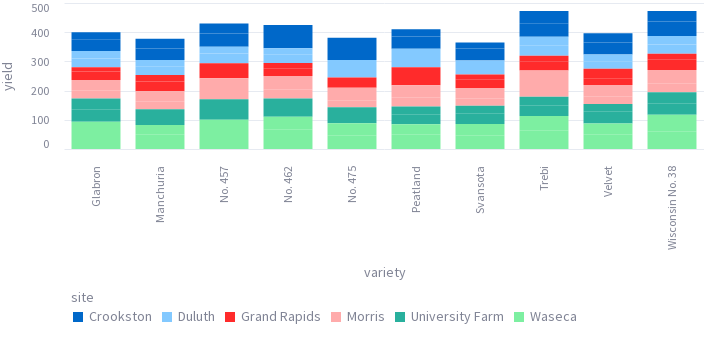 500
400
300
200
100
0
yield
Glabron
Manchuria
No. 457
No. 462
No. 475
Peatland
Svansota
Trebi
Velvet
Wisconsin No. 38
variety
site
Crookston Duluth Grand Rapids Morris University Farm Waseca